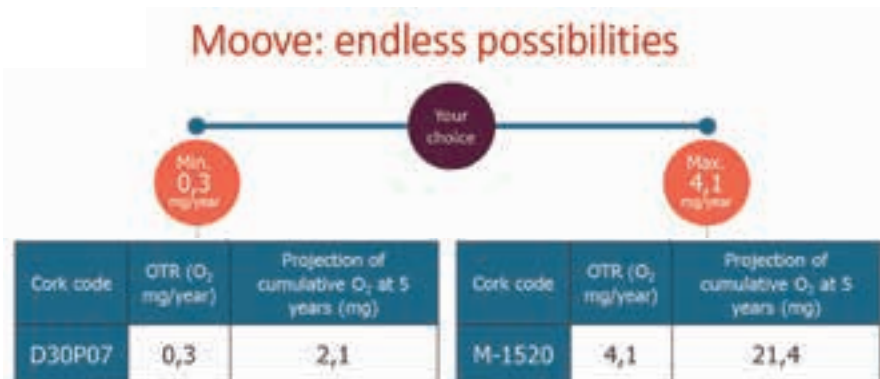 Moove: endless possibilities
Your
choice
Min.
0,3
mg/year
Max.
4,1
mg/year
Cork code
OTR (O₂
mg/year)
Projection of
cumulative O₂ at 5
years (mg)
D30P07
0,3
2,1
Cork code
OTR (O₂
mg/year)
Projection of
cumulative O₂ at 5
years (mg)
M-1520
4,1
21,4